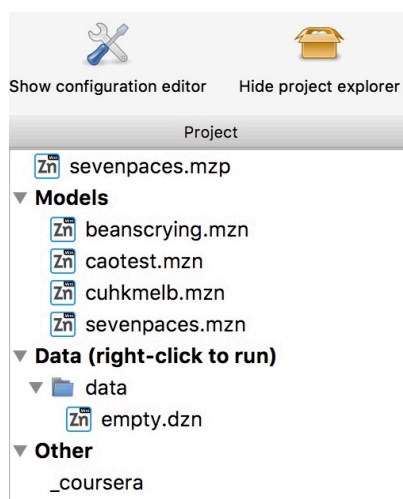 Show configuration editor Hide project explorer
Project
Zn sevenpaces.mzp
Models
Zn beanscrying.mzn
Zn caotest.mzn
Zn cuhkmelb.mzn
Zn sevenpaces.mzn
Data (right-click to run)
data
Zn empty.dzn
Other
_coursera